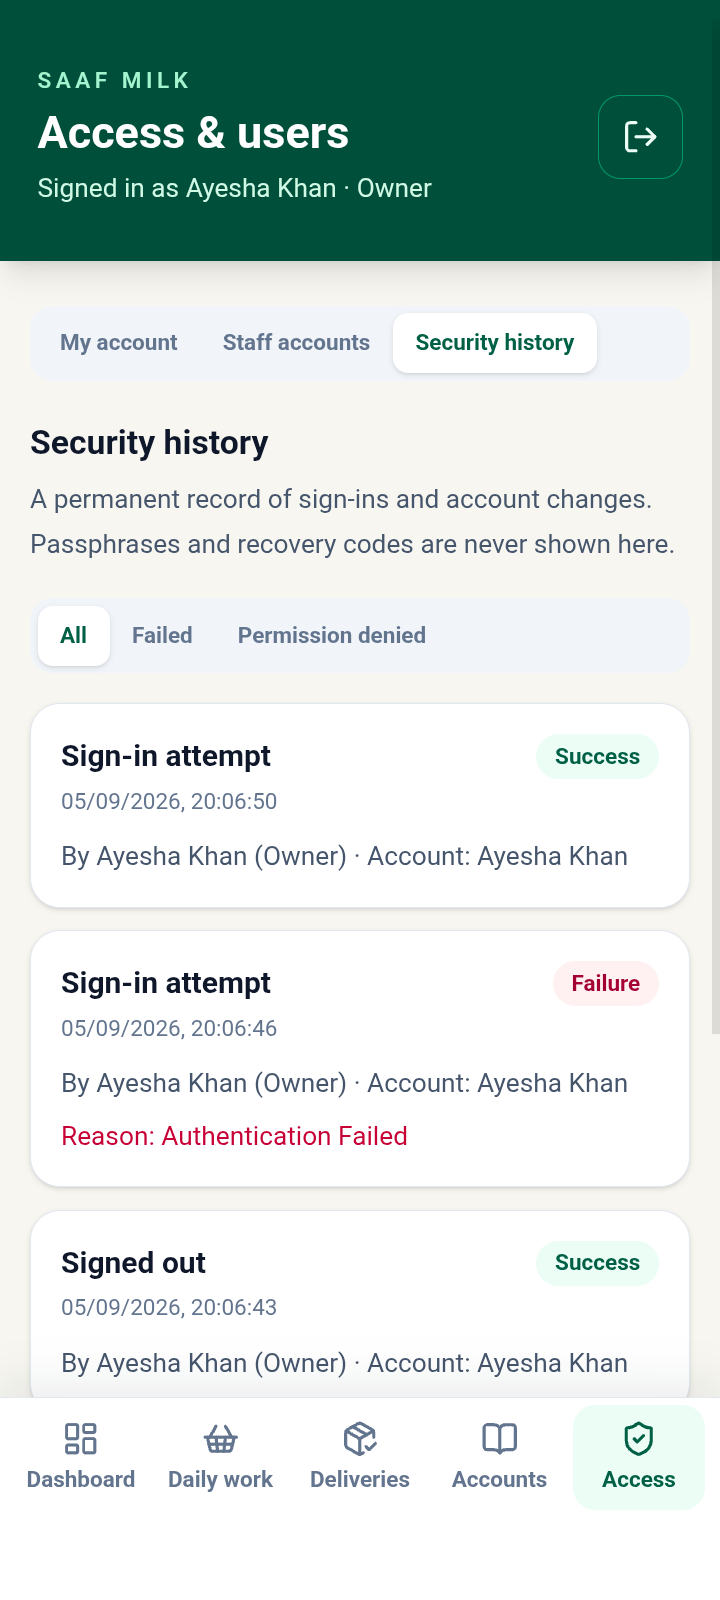 SAAF MILK
Access & users
Signed in as Ayesha Khan · Owner
My account
Staff accounts
Security history
Security history
A permanent record of sign-ins and account changes.
Passphrases and recovery codes are never shown here.
All
Failed
Permission denied
Sign-in attempt
Success
05/09/2026, 20:06:50
By Ayesha Khan (Owner) · Account: Ayesha Khan
Sign-in attempt
Failure
05/09/2026, 20:06:46
By Ayesha Khan (Owner) · Account: Ayesha Khan
Reason: Authentication Failed
Signed out
Success
05/09/2026, 20:06:43
By Ayesha Khan (Owner) · Account: Ayesha Khan
Dashboard
Daily work
Deliveries
Accounts
Access